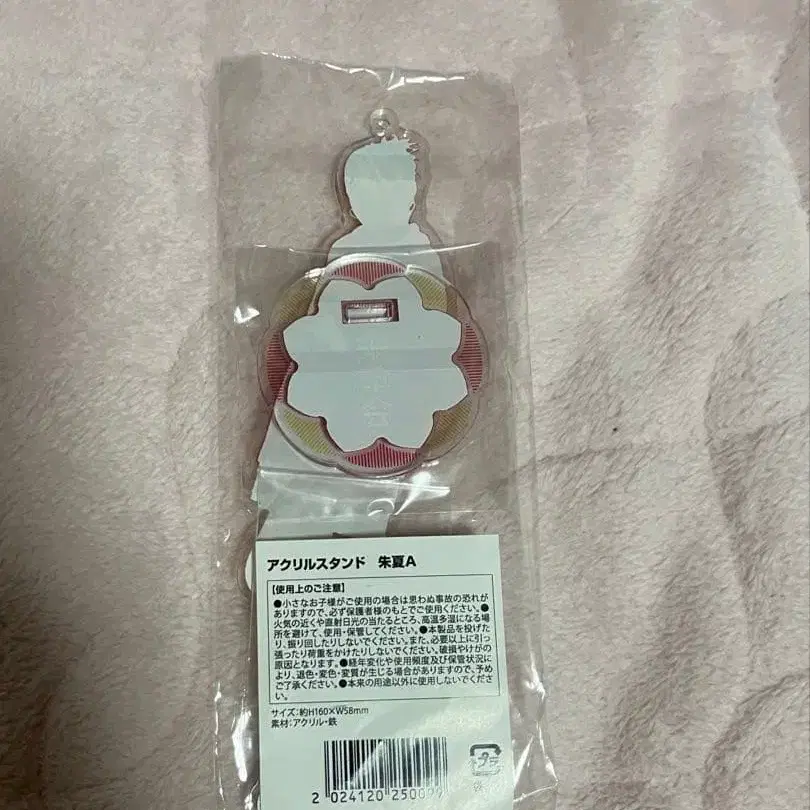 アクリルスタンド　朱夏A
【使用上のご注意】
●小さなお子様がご使用の場合は思わぬ事故の恐れが
ありますので、必ず保護者様のもとでご使用ください。●
火気の近くや直射日光の当たるところ、高温多湿になる場
所を避けて、使用・保管してください。●本製品を投げた
り、振り回したりしないでください。また、必要以上に引っ
張ったり荷重をかけたりしないでください。破損やけがの
原因となります。●経年変化や使用頻度及び保管状況に
より、退色・変色・変質が生じる場合がありますので、予め
ご了承ください。●本来の用途以外に使用しないでくださ
い。
サイズ：約H160×W58mm
素材：アクリル・鉄
プラ
2 024120 25000